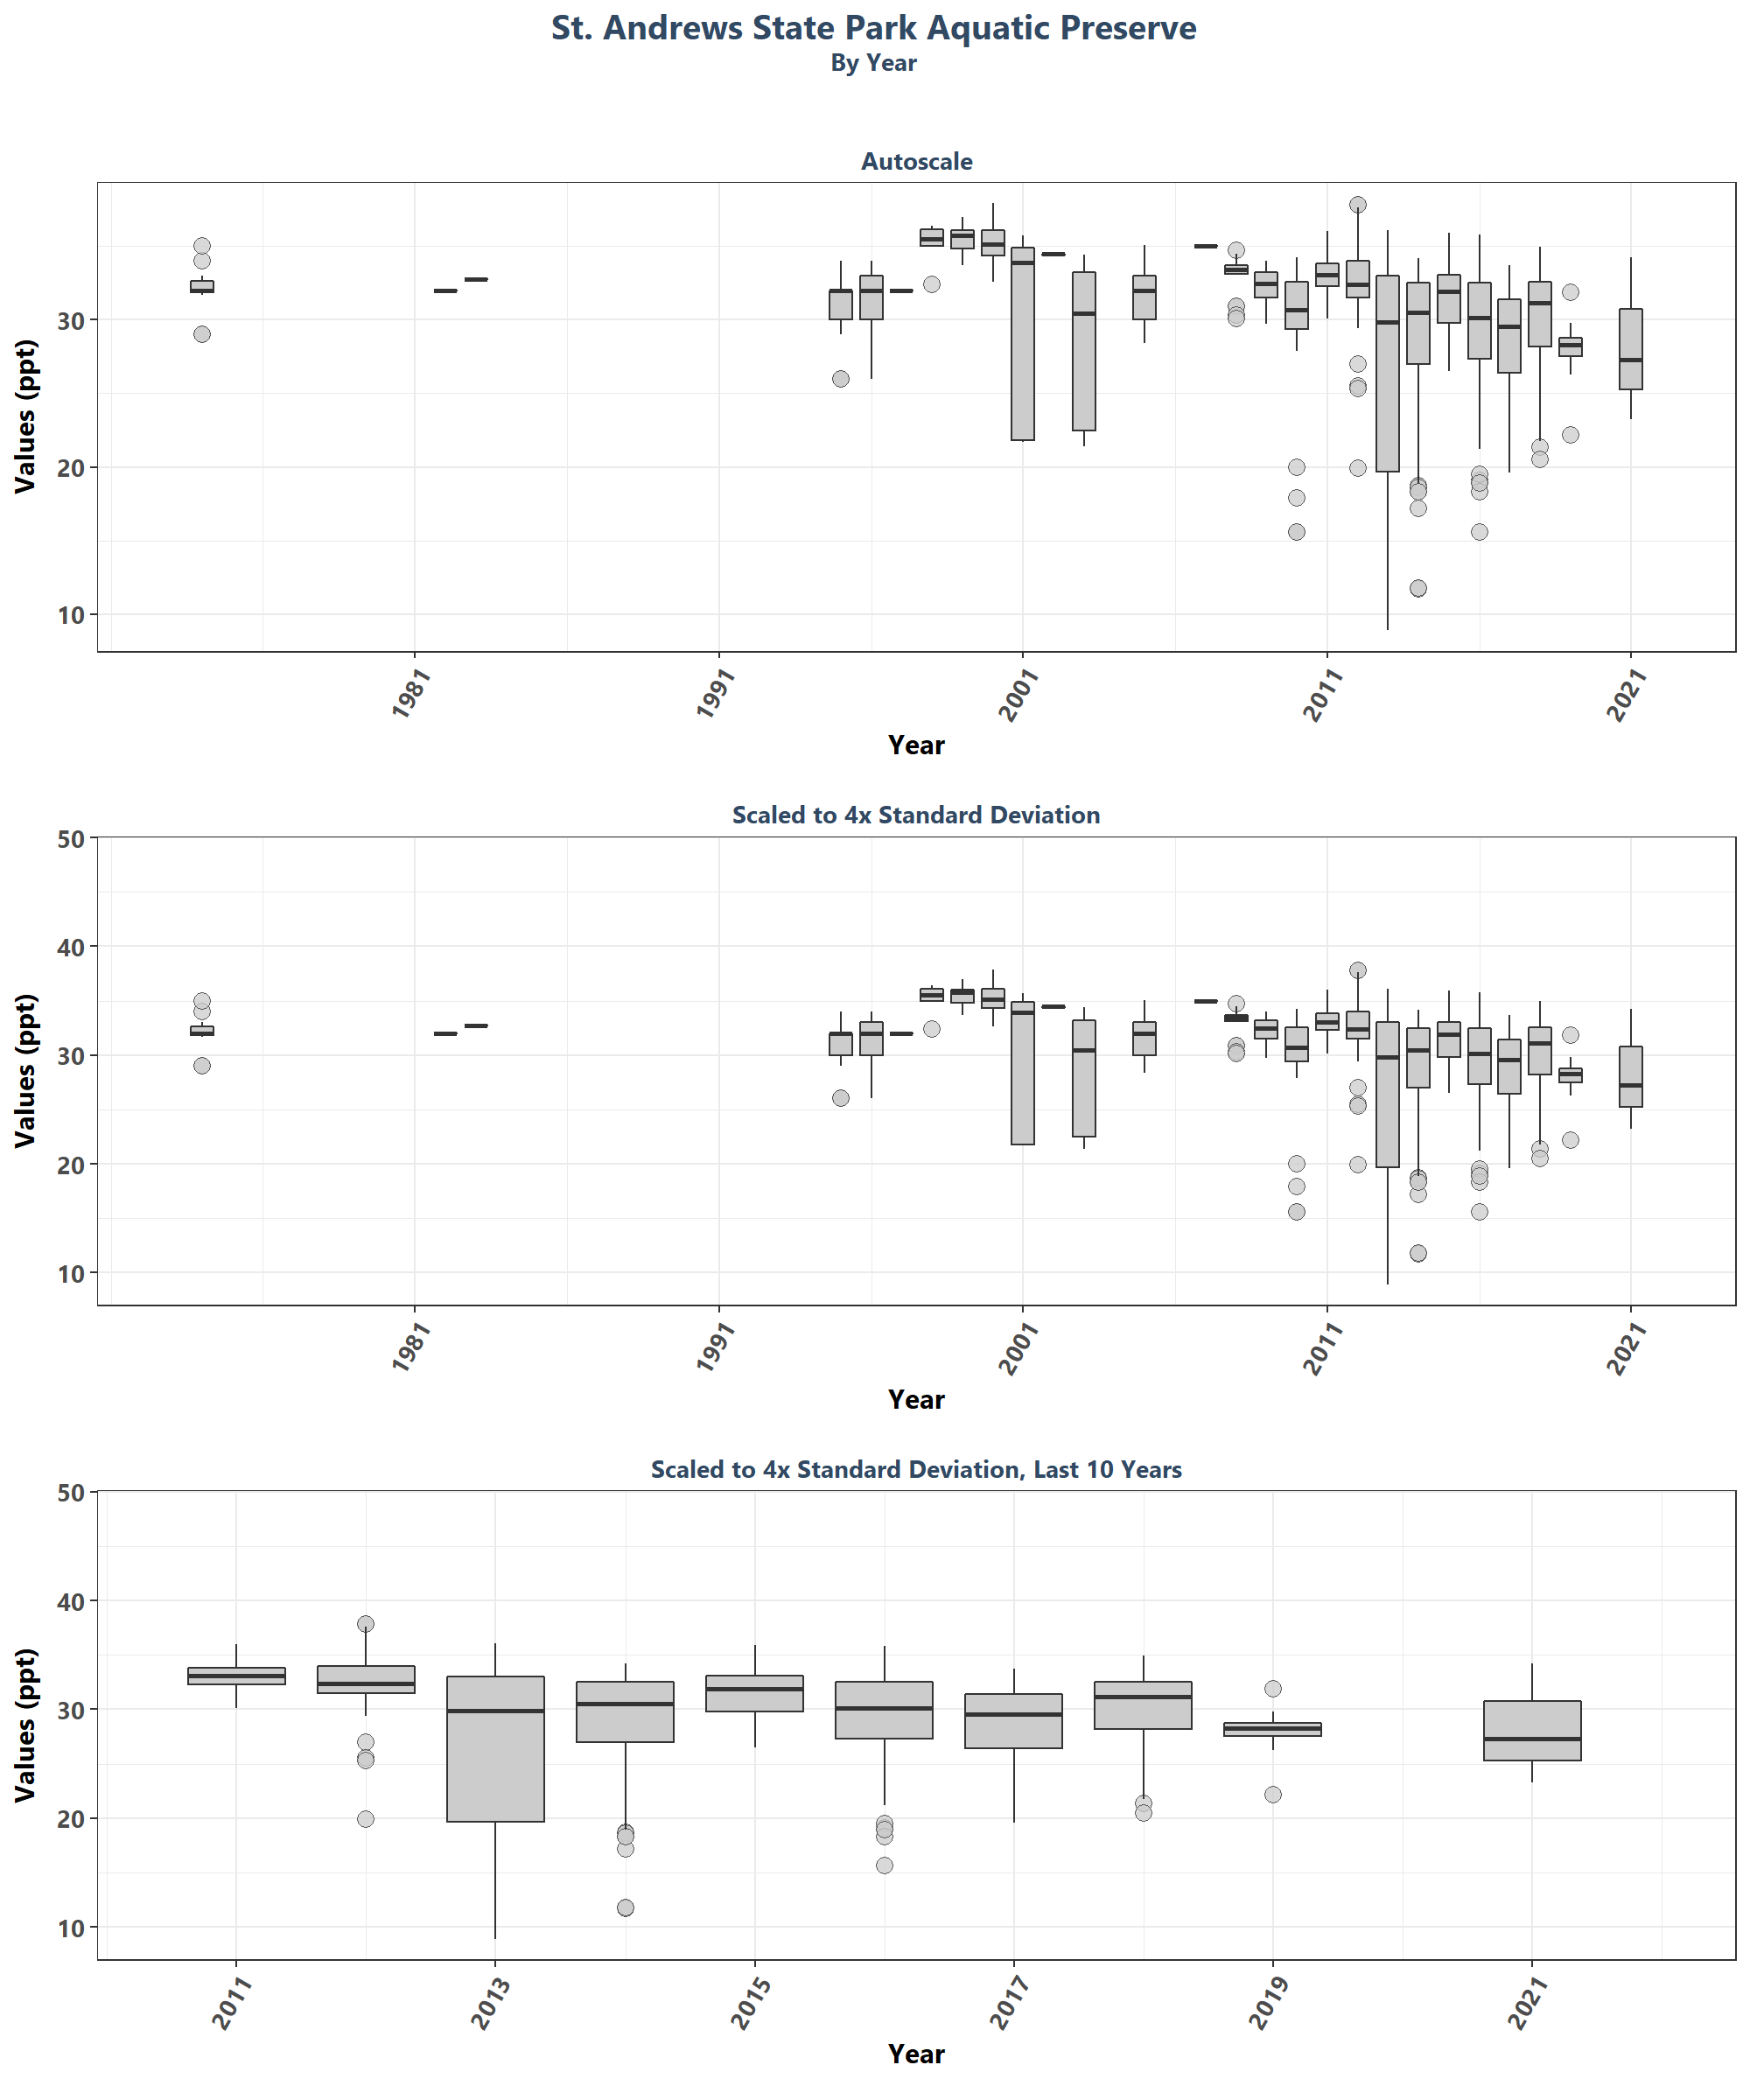 St. Andrews State Park Aquatic Preserve
By Year
Autoscale
Values (ppt)
30
20
10
1981
1991
2001
2011
2021
Year
Scaled to 4x Standard Deviation
Values (ppt)
50
40
30
20
10
1981
1991
2001
2011
2021
Year
Scaled to 4x Standard Deviation, Last 10 Years
Values (ppt)
50
40
30
20
10
2011
2013
2015
2017
2019
2021
Year